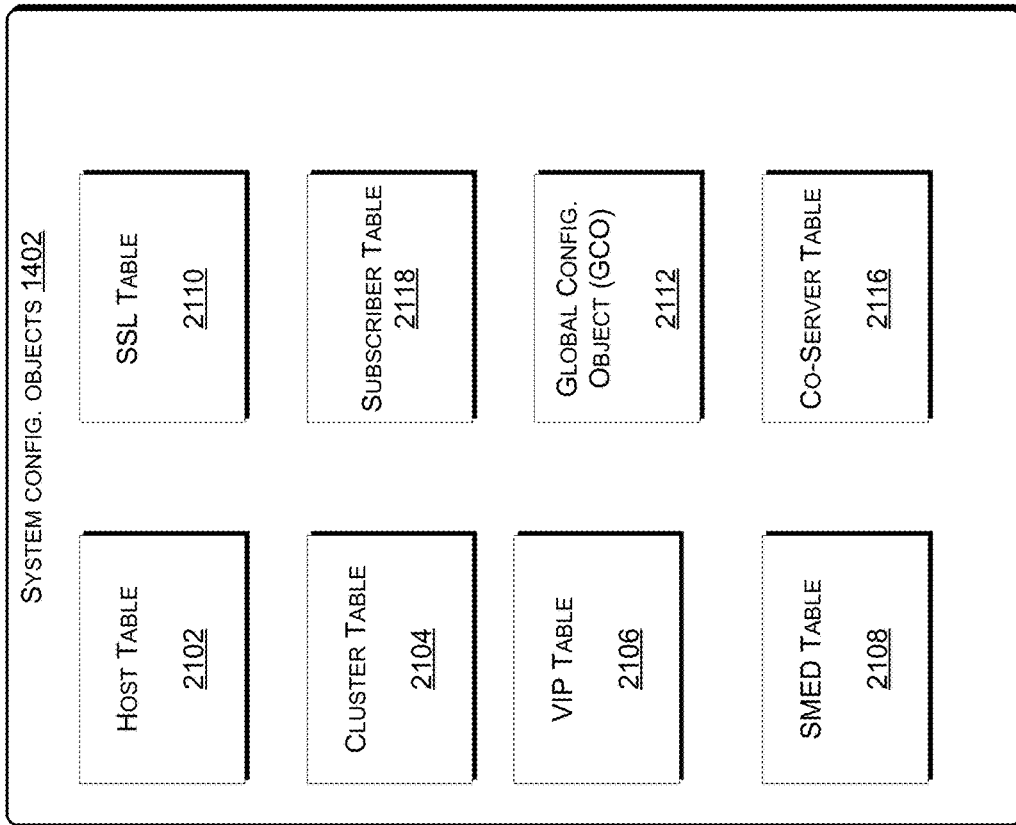 SYSTEM CONFIG. OBJECTS 1402
HOST TABLE
2102
SSL TABLE
2110
CLUSTER TABLE
2104
SUBSCRIBER TABLE
2118
VIP TABLE
2106
GLOBAL CONFIG.
OBJECT (GCO)
2112
SMED TABLE
2108
CO-SERVER TABLE
2116